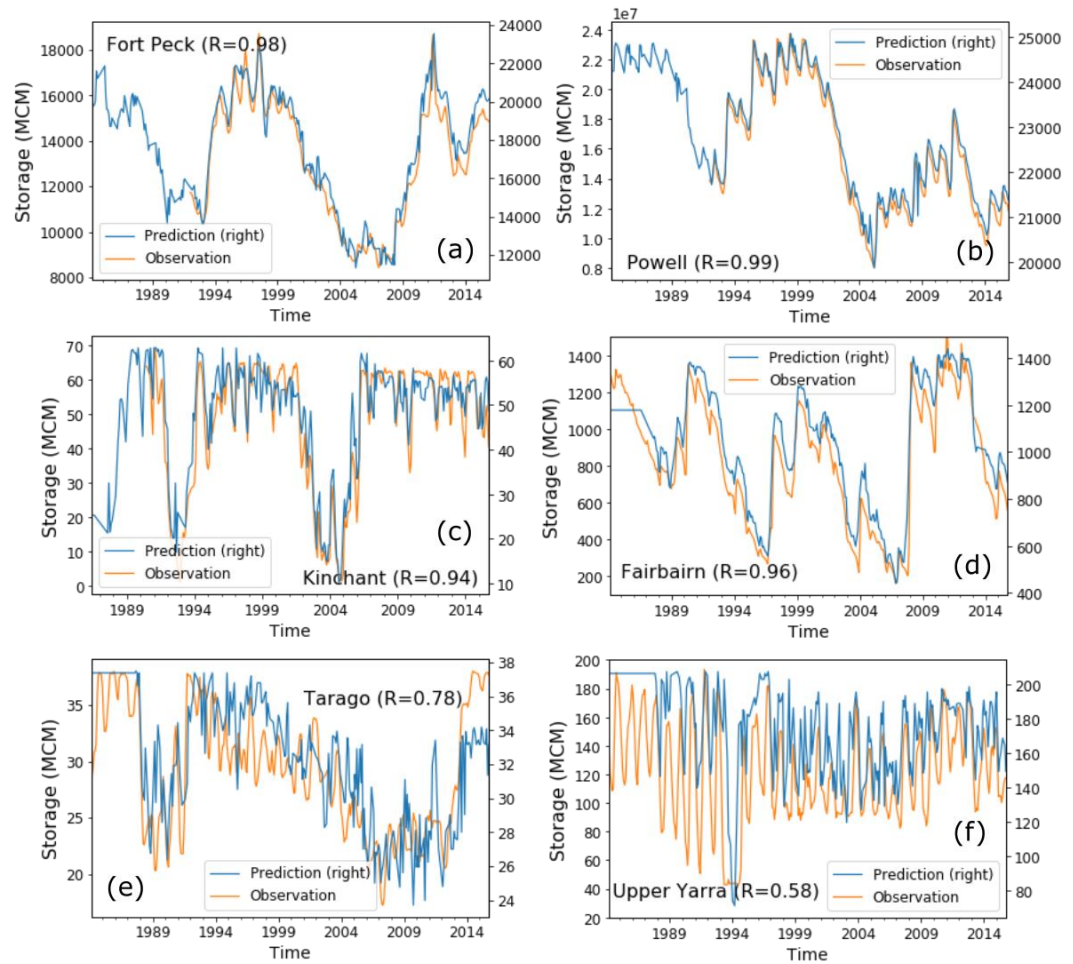 Fort Peck (R=0.98)
18000
16000
14000
12000
10000
8000
24000
22000
20000
18000
16000
14000
12000
Storage (MCM)
Prediction (right)
Observation
(a)
1989 1994 1999 2004 2009 2014
Time
1e7
2.4
2.2
2.0
1.8
1.6
1.4
1.2
1.0
0.8
25000
24000
23000
22000
21000
20000
Storage (MCM)
Prediction (right)
Observation
Powell (R=0.99)
(b)
1989 1994 1999 2004 2009 2014
Time
70
60
50
40
30
20
10
0
60
50
40
30
20
10
Storage (MCM)
(c)
Prediction (right)
Observation
Kinchant (R=0.94)
1989 1994 1999 2004 2009 2014
Time
1400
1200
1000
800
600
400
200
1400
1200
1000
800
600
400
Storage (MCM)
Prediction (right)
Observation
Fairbairn (R=0.96)
(d)
1989 1994 1999 2004 2009 2014
Time
35
30
25
20
38
36
34
32
30
28
26
24
Storage (MCM)
Tarago (R=0.78)
(e)
Prediction (right)
Observation
1989 1994 1999 2004 2009 2014
Time
200
180
160
140
120
100
80
60
40
20
200
180
160
140
120
100
80
Storage (MCM)
(f)
Prediction (right)
Observation
Upper Yarra (R=0.58)
1989 1994 1999 2004 2009 2014
Time